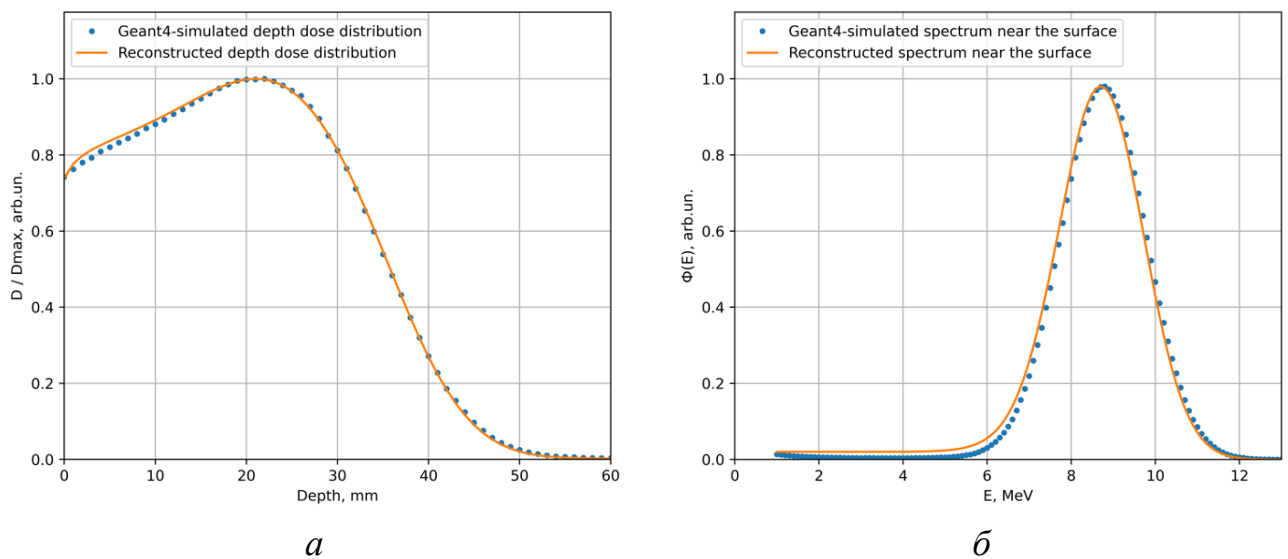 Geant4-simulated depth dose distribution
Reconstructed depth dose distribution
D / Dmax, arb.un.
1.0
0.8
0.6
0.4
0.2
0.0
0
10
20
30
40
50
60
Depth, mm
а
Geant4-simulated spectrum near the surface
Reconstructed spectrum near the surface
Φ(E), arb.un.
1.0
0.8
0.6
0.4
0.2
0.0
0
2
4
6
8
10
12
E, MeV
б